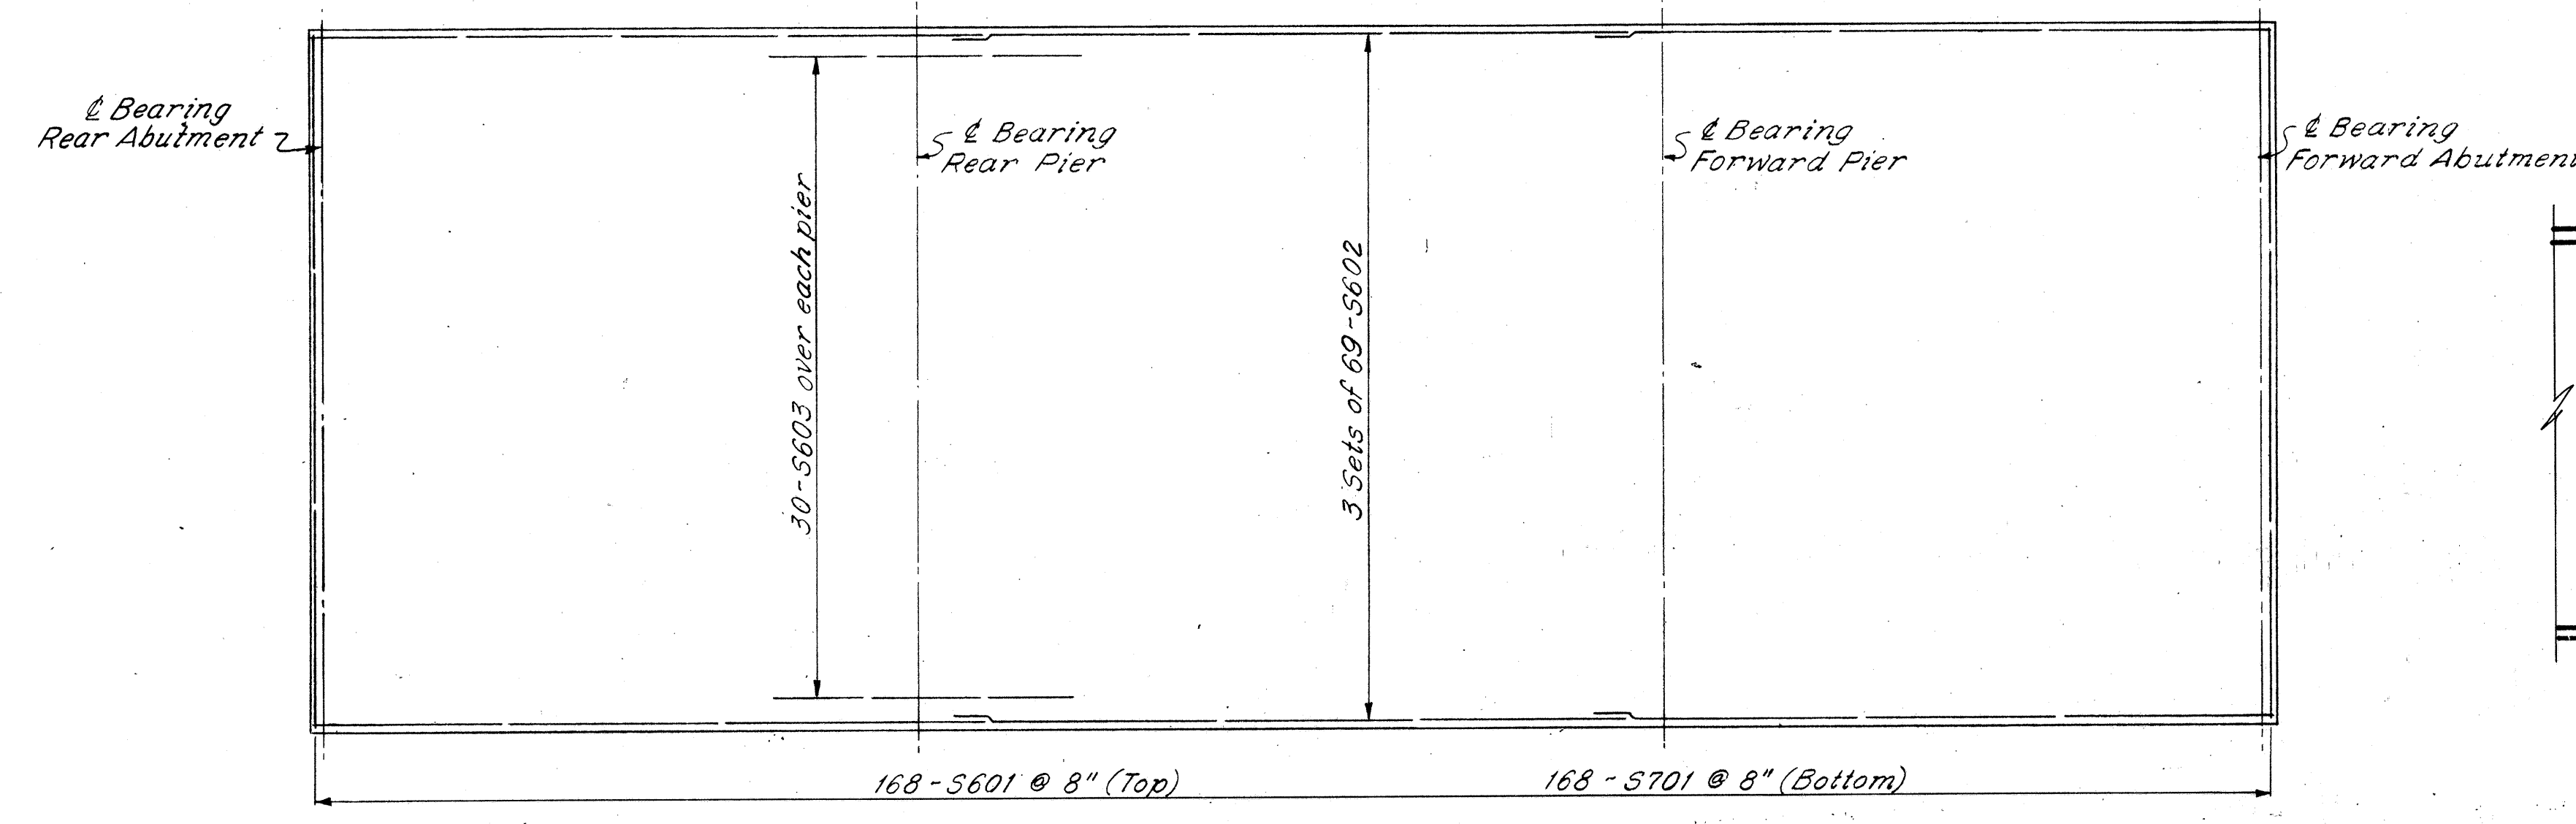 ℄ Bearing
Rear Abutment
℄ Bearing
Rear Pier
℄ Bearing
Forward Pier
℄ Bearing
Forward Abutment
30-S603 over each pier
3 Sets of 69-S602
168-S601 @ 8" (Top)
168-S701 @ 8" (Bottom)